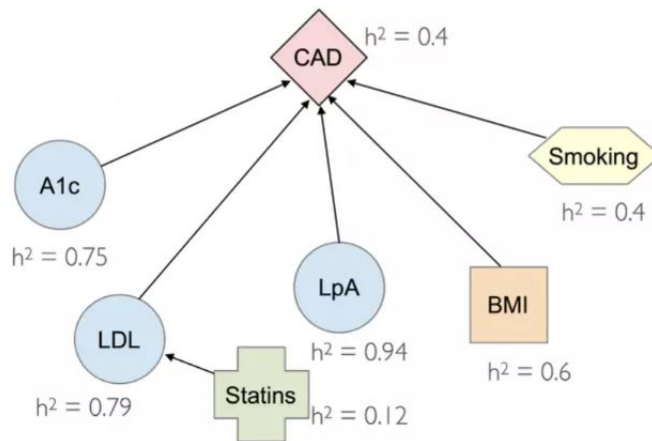 CAD
h² = 0.4
A1c
h² = 0.75
Smoking
h² = 0.4
LpA
h² = 0.94
BMI
h² = 0.6
LDL
h² = 0.79
Statins
h² = 0.12